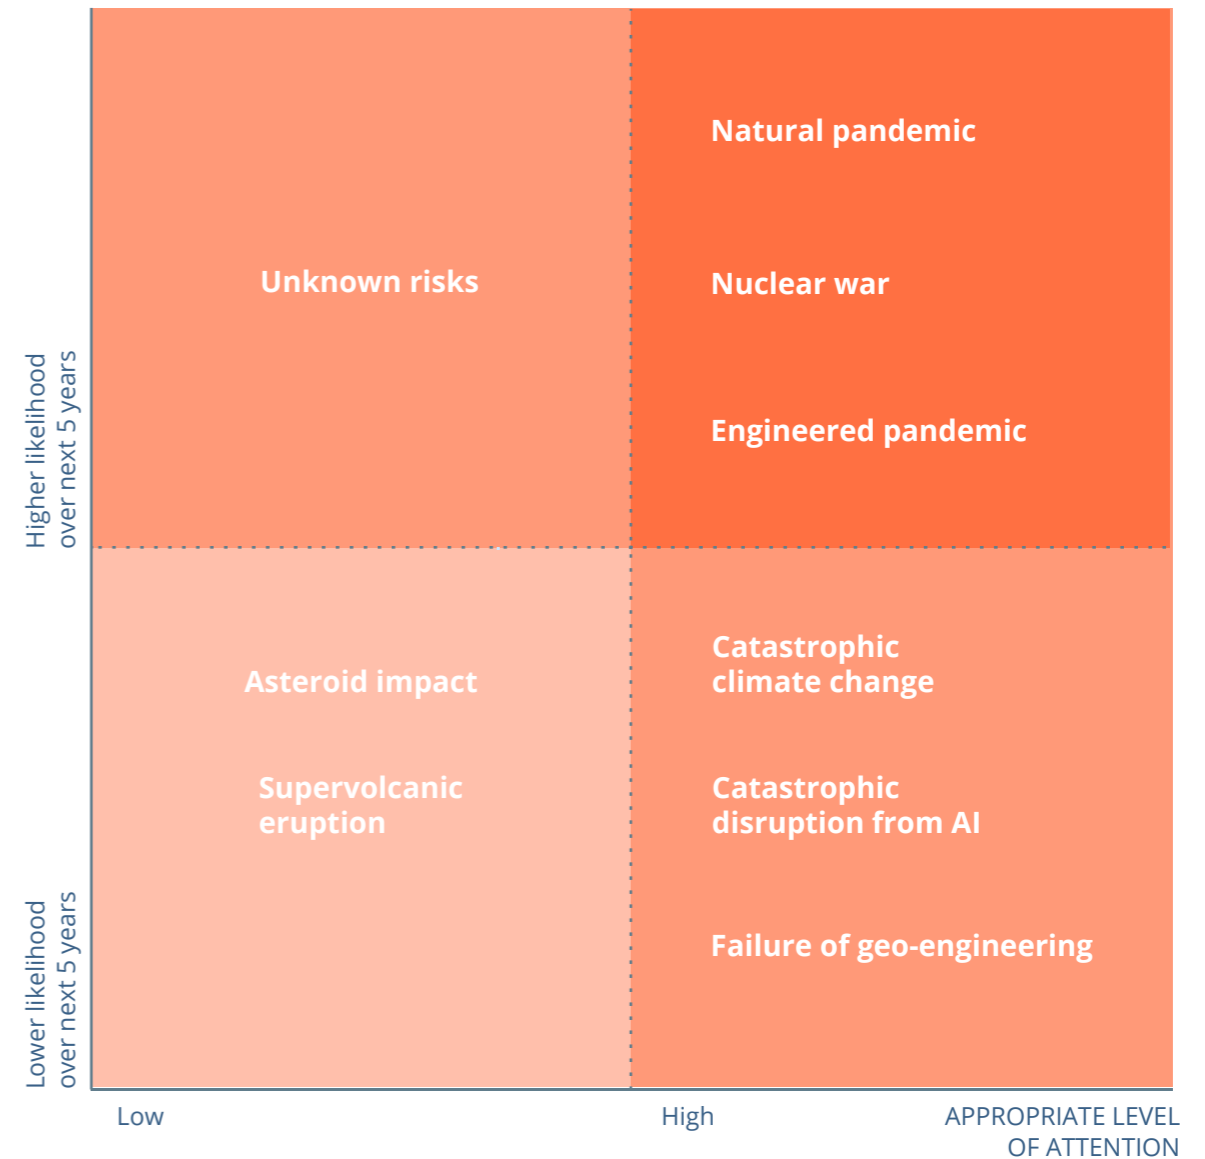 Natural pandemic
Unknown risks
Nuclear war
Engineered pandemic
Higher likelihood
over next 5 years
Catastrophic
climate change
Asteroid impact
Supervolcanic
eruption
Catastrophic
disruption from AI
Failure of geo-engineering
Lower likelihood
over next 5 years
Low
High
APPROPRIATE LEVEL
OF ATTENTION